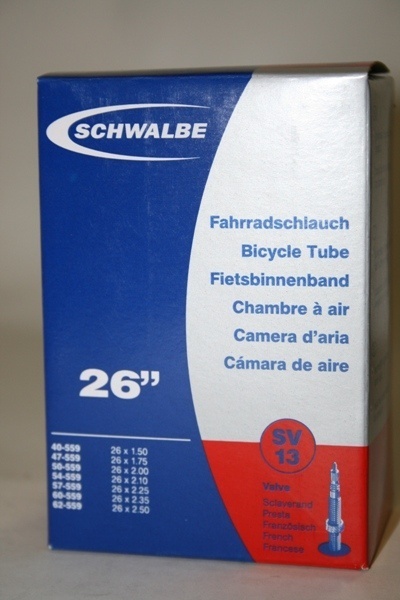 SCHWALBE
Fahrradschlauch
Bicycle Tube
Fietsbinnenband
Chambre à air
Camera d'aria
Cámara de aire
26”
40-559 26 x 1.50
47-559 26 x 1.75
50-559 26 x 2.00
54-559 26 x 2.10
57-559 26 x 2.25
60-559 26 x 2.35
62-559 26 x 2.50
SV
13
Valve
Sclaverand
Presta
Französisch
French
Francese